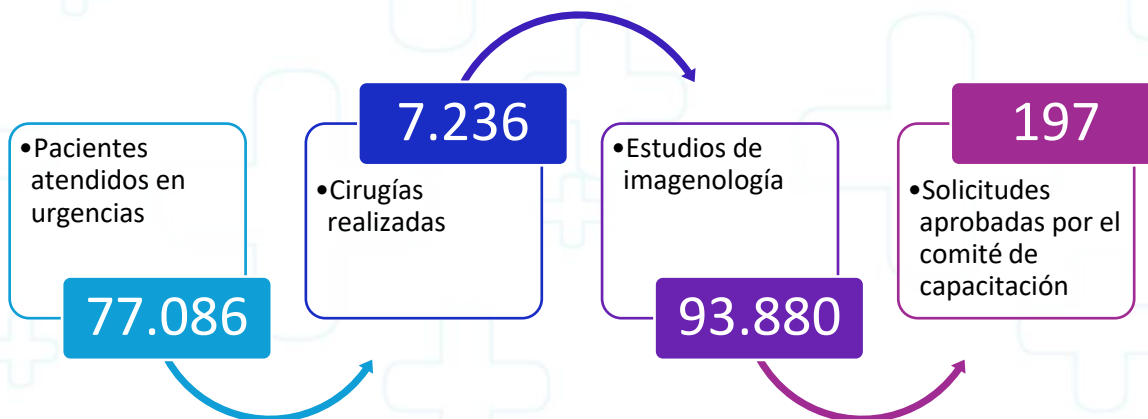 •Pacientes
atendidos en
urgencias
77.086
7.236
•Cirugías
realizadas
•Estudios de
imagenología
93.880
197
•Solicitudes
aprobadas por el
comité de
capacitación